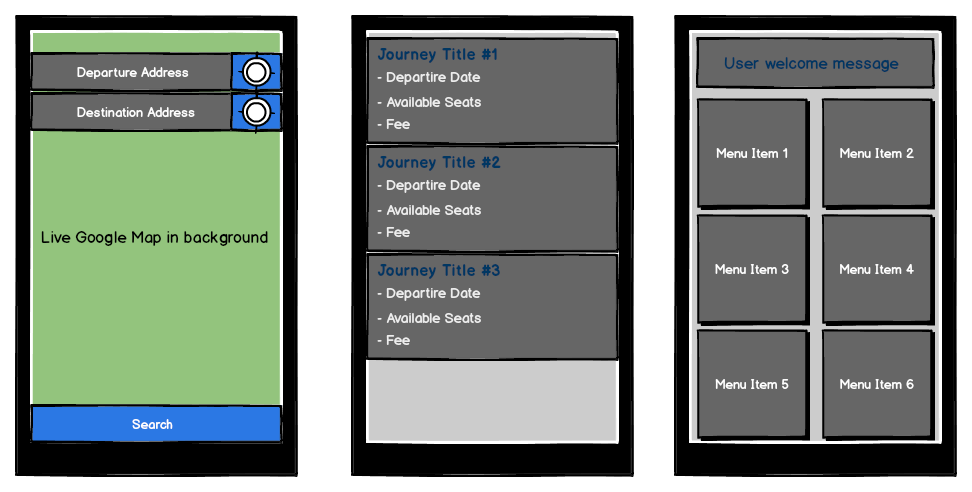 Departure Address
Destination Address
Live Google Map in background
Search
Journey Title #1
- Departire Date
- Available Seats
- Fee
Journey Title #2
- Departire Date
- Available Seats
- Fee
Journey Title #3
- Departire Date
- Available Seats
- Fee
User welcome message
Menu Item 1
Menu Item 2
Menu Item 3
Menu Item 4
Menu Item 5
Menu Item 6